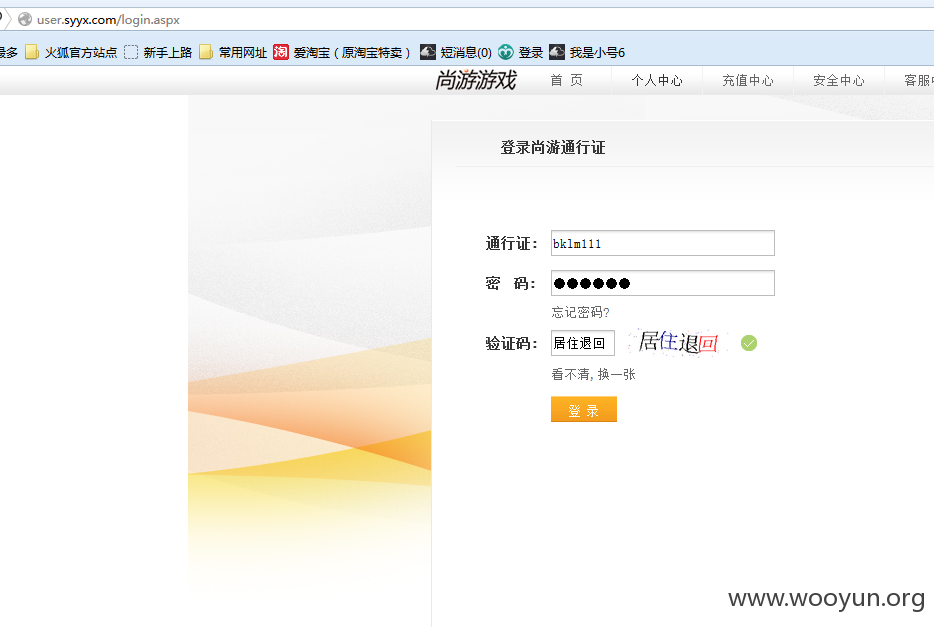 user.syyx.com/login.aspx
最多 火狐官方站点 新手上路 常用网址 淘 爱淘宝（原淘宝特卖） 短消息(0) 登录 我是小号6
尚游游戏 首 页 个人中心 充值中心 安全中心 客服
登录尚游通行证
通行证： bklm111
密 码： ●●●●●●
忘记密码?
验证码： 居住退回 居住退回
看不清, 换一张
登 录
www.wooyun.org